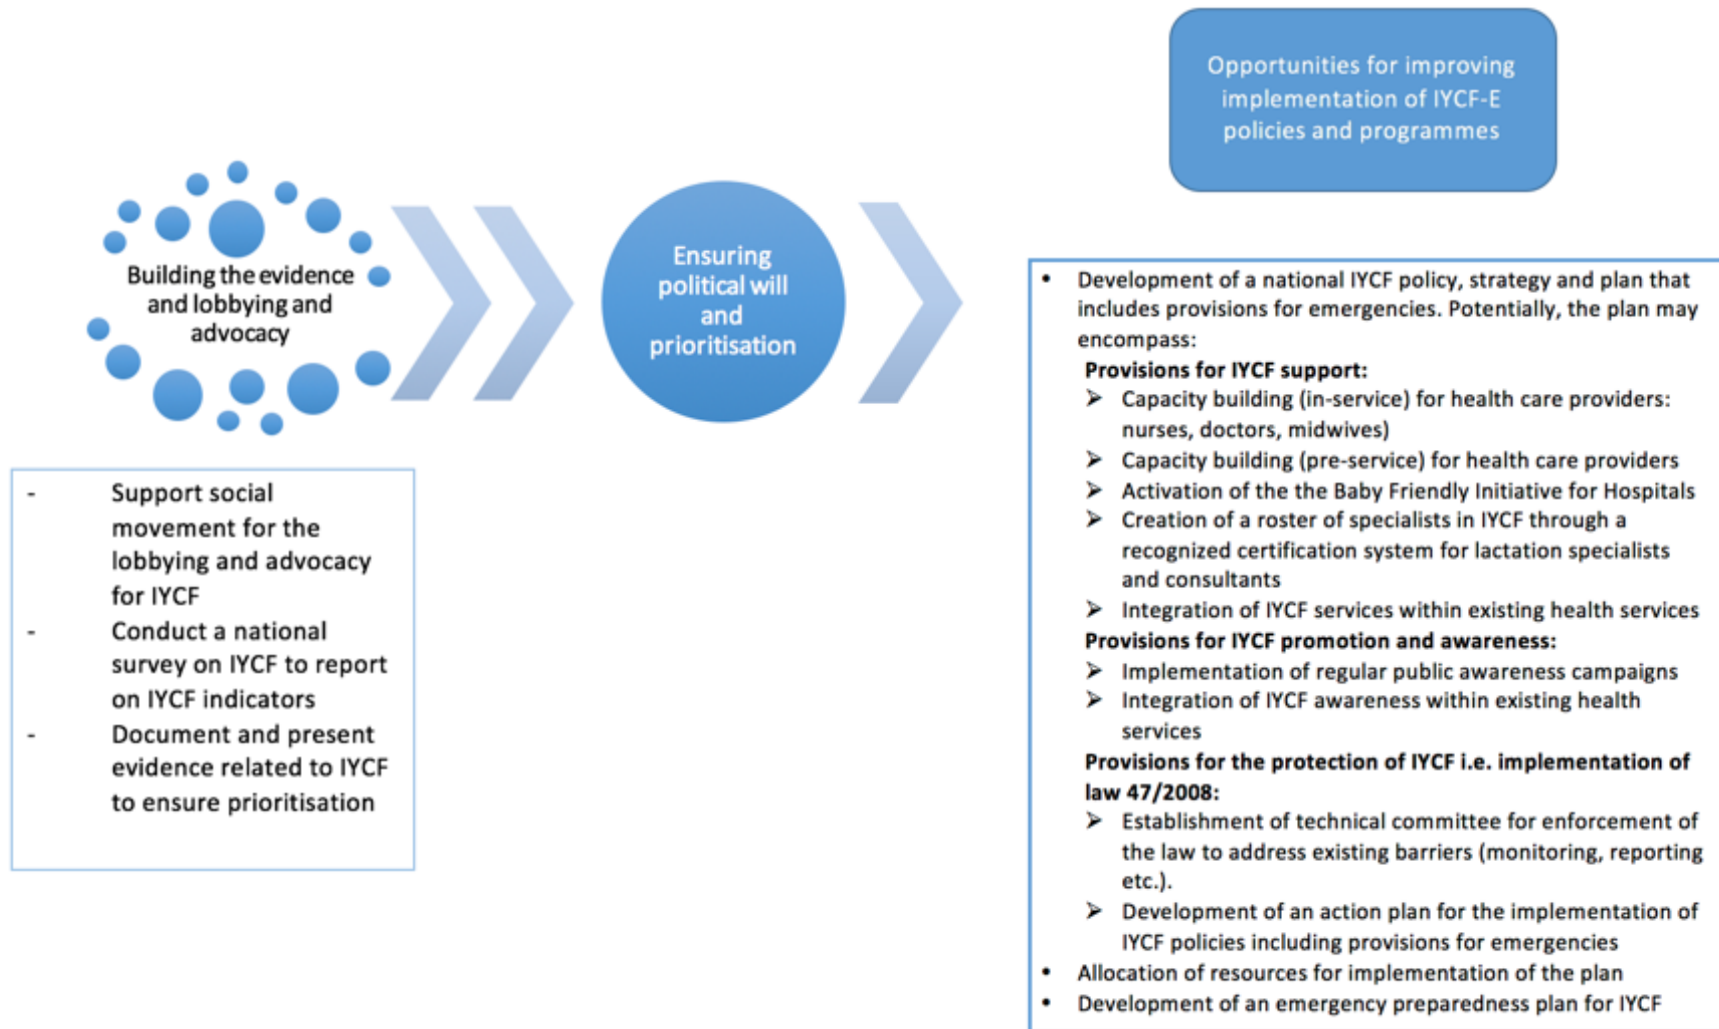 Building the evidence
and lobbying and
advocacy
- Support social
movement for the
lobbying and advocacy
for IYCF
- Conduct a national
survey on IYCF to report
on IYCF indicators
- Document and present
evidence related to IYCF
to ensure prioritisation
Ensuring
political will
and
prioritisation
Opportunities for improving
implementation of IYCF-E
policies and programmes
• Development of a national IYCF policy, strategy and plan that
includes provisions for emergencies. Potentially, the plan may
encompass:
Provisions for IYCF support:
➢ Capacity building (in-service) for health care providers:
nurses, doctors, midwives)
➢ Capacity building (pre-service) for health care providers
➢ Activation of the the Baby Friendly Initiative for Hospitals
➢ Creation of a roster of specialists in IYCF through a
recognized certification system for lactation specialists
and consultants
➢ Integration of IYCF services within existing health services
Provisions for IYCF promotion and awareness:
➢ Implementation of regular public awareness campaigns
➢ Integration of IYCF awareness within existing health
services
Provisions for the protection of IYCF i.e. implementation of
law 47/2008:
➢ Establishment of technical committee for enforcement of
the law to address existing barriers (monitoring, reporting
etc.).
➢ Development of an action plan for the implementation of
IYCF policies including provisions for emergencies
• Allocation of resources for implementation of the plan
• Development of an emergency preparedness plan for IYCF